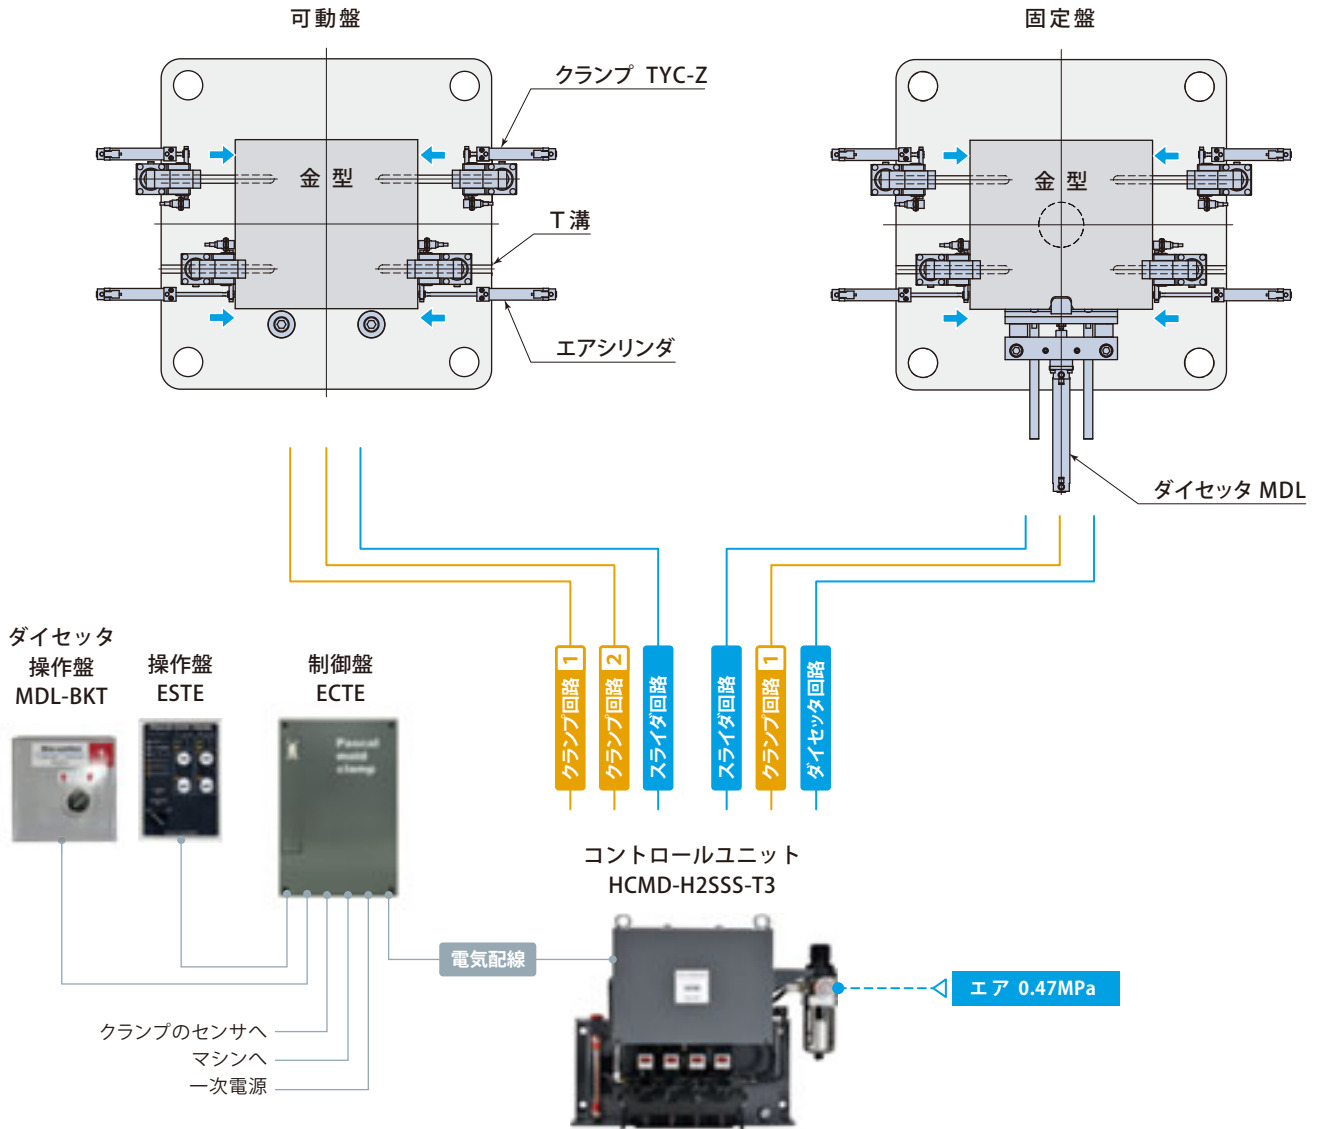 可動盤
固定盤
クランプ TYC-Z
金型
金型
T溝
エアシリンダ
ダイセッタ MDL
ダイセッタ
操作盤
MDL-BKT
操作盤
ESTE
制御盤
ECTE
クランプ回路 1
クランプ回路 2
スライダ回路
スライダ回路
クランプ回路 1
ダイセッタ回路
Pascal
mold
clamp
コントロールユニット
HCMD-H2SSS-T3
電気配線
エア 0.47MPa
クランプのセンサへ
マシンへ
一次電源